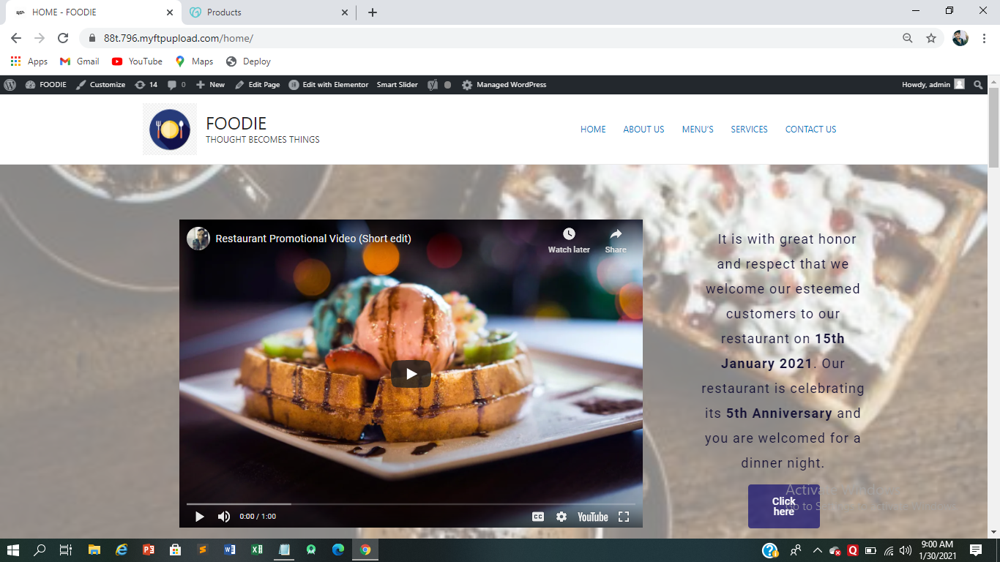 HOME - FOODIE
Products
88t.796.myftpupload.com/home/
Apps Gmail YouTube Maps Deploy
FOODIE Customize 14 0 New Edit Page Edit with Elementor Smart Slider Managed WordPress Howdy, admin
FOODIE
THOUGHT BECOMES THINGS
HOME ABOUT US MENU'S SERVICES CONTACT US
Restaurant Promotional Video (Short edit)
Watch later Share
0:00 / 1:00
CC YouTube
It is with great honor
and respect that we
welcome our esteemed
customers to our
restaurant on 15th
January 2021. Our
restaurant is celebrating
its 5th Anniversary and
you are welcomed for a
dinner night.
Click
here
Activate Windows
Go to Settings to activate Windows.
9:00 AM
1/30/2021